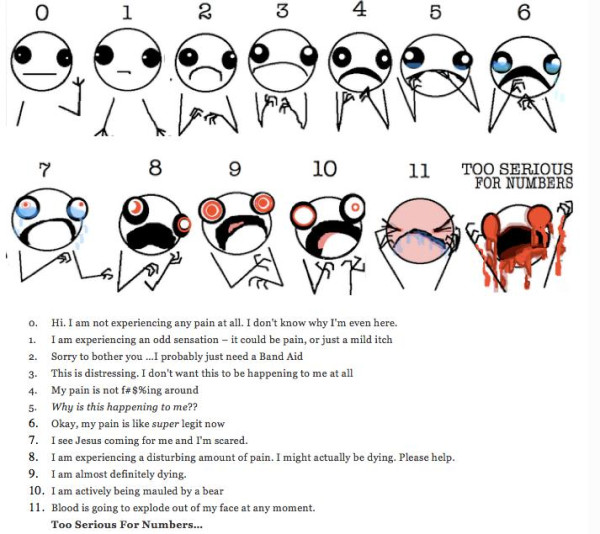 0 1 2 3 4 5 6
7 8 9 10 11 TOO SERIOUS
FOR NUMBERS
0. Hi. I am not experiencing any pain at all. I don't know why I'm even here.
1. I am experiencing an odd sensation – it could be pain, or just a mild itch
2. Sorry to bother you ...I probably just need a Band Aid
3. This is distressing. I don't want this to be happening to me at all
4. My pain is not f#$%ing around
5. Why is this happening to me??
6. Okay, my pain is like super legit now
7. I see Jesus coming for me and I'm scared.
8. I am experiencing a disturbing amount of pain. I might actually be dying. Please help.
9. I am almost definitely dying.
10. I am actively being mauled by a bear
11. Blood is going to explode out of my face at any moment.
Too Serious For Numbers...